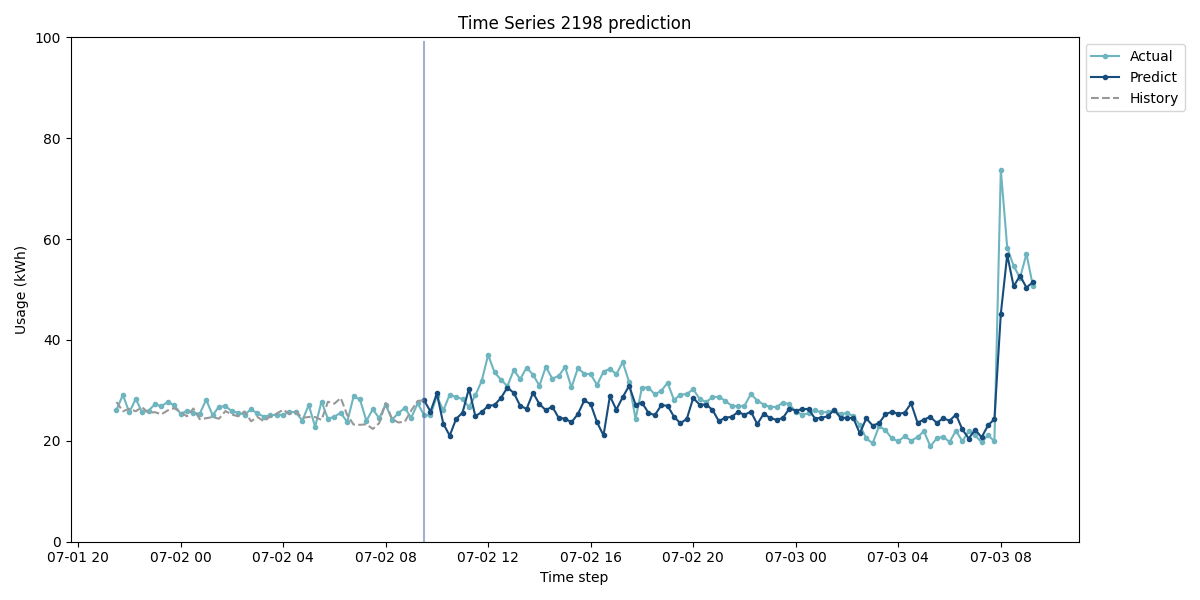 Time Series 2198 prediction
100
80
60
40
20
0
Usage (kWh)
07-01 20
07-02 00
07-02 04
07-02 08
07-02 12
07-02 16
07-02 20
07-03 00
07-03 04
07-03 08
Time step
Actual
Predict
History